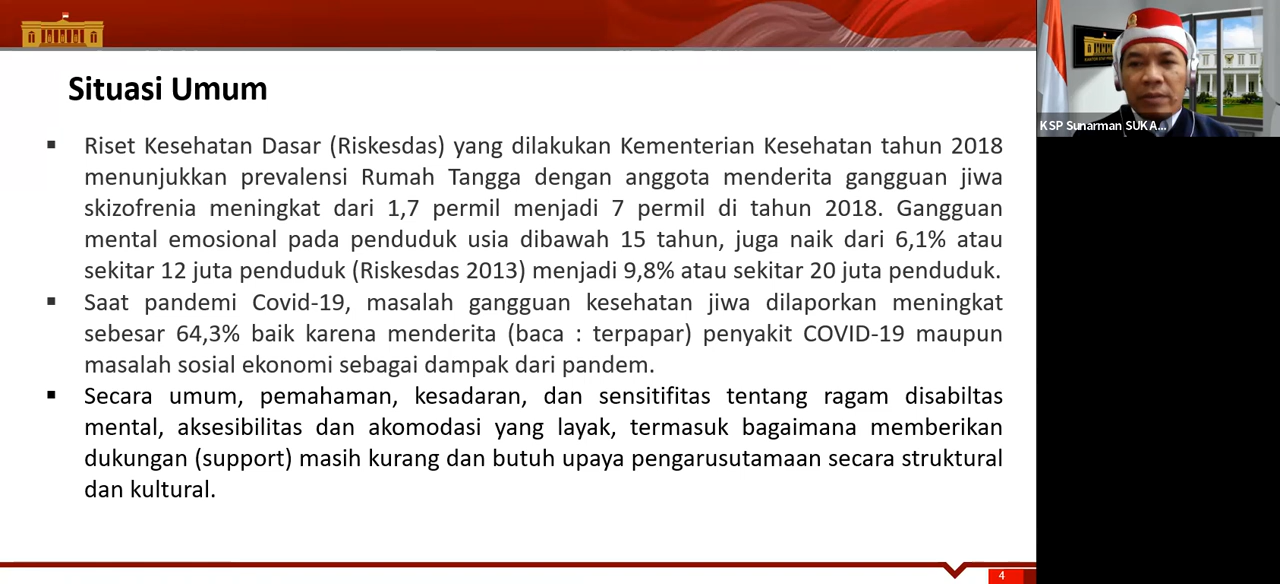 Situasi Umum
▪ Riset Kesehatan Dasar (Riskesdas) yang dilakukan Kementerian Kesehatan tahun 2018
menunjukkan prevalensi Rumah Tangga dengan anggota menderita gangguan jiwa
skizofrenia meningkat dari 1,7 permil menjadi 7 permil di tahun 2018. Gangguan
mental emosional pada penduduk usia dibawah 15 tahun, juga naik dari 6,1% atau
sekitar 12 juta penduduk (Riskesdas 2013) menjadi 9,8% atau sekitar 20 juta penduduk.
▪ Saat pandemi Covid-19, masalah gangguan kesehatan jiwa dilaporkan meningkat
sebesar 64,3% baik karena menderita (baca : terpapar) penyakit COVID-19 maupun
masalah sosial ekonomi sebagai dampak dari pandem.
▪ Secara umum, pemahaman, kesadaran, dan sensitifitas tentang ragam disabiltas
mental, aksesibilitas dan akomodasi yang layak, termasuk bagaimana memberikan
dukungan (support) masih kurang dan butuh upaya pengarusutamaan secara struktural
dan kultural.
4
KSP Sunarman SUKA...